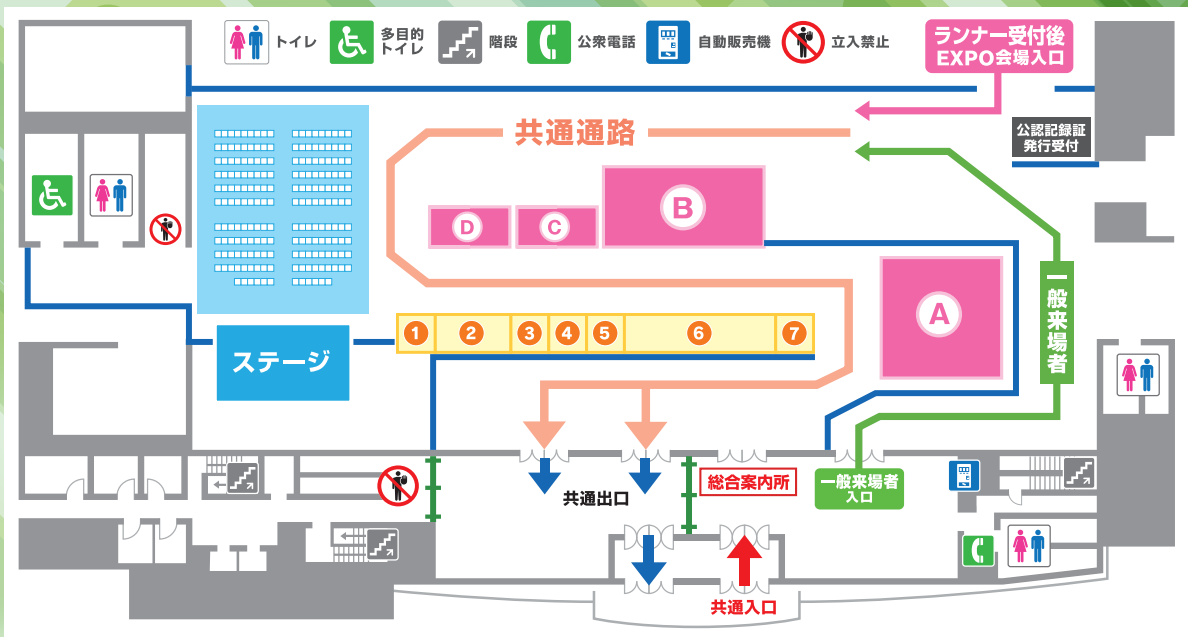 トイレ
多目的
トイレ
階段
公衆電話
自動販売機
立入禁止
ランナー受付後
EXPO会場入口
共通通路
公認記録証
発行受付
B
D
C
A
一般来場者
1
2
3
4
5
6
7
ステージ
総合案内所
一般来場者
入口
共通出口
共通入口